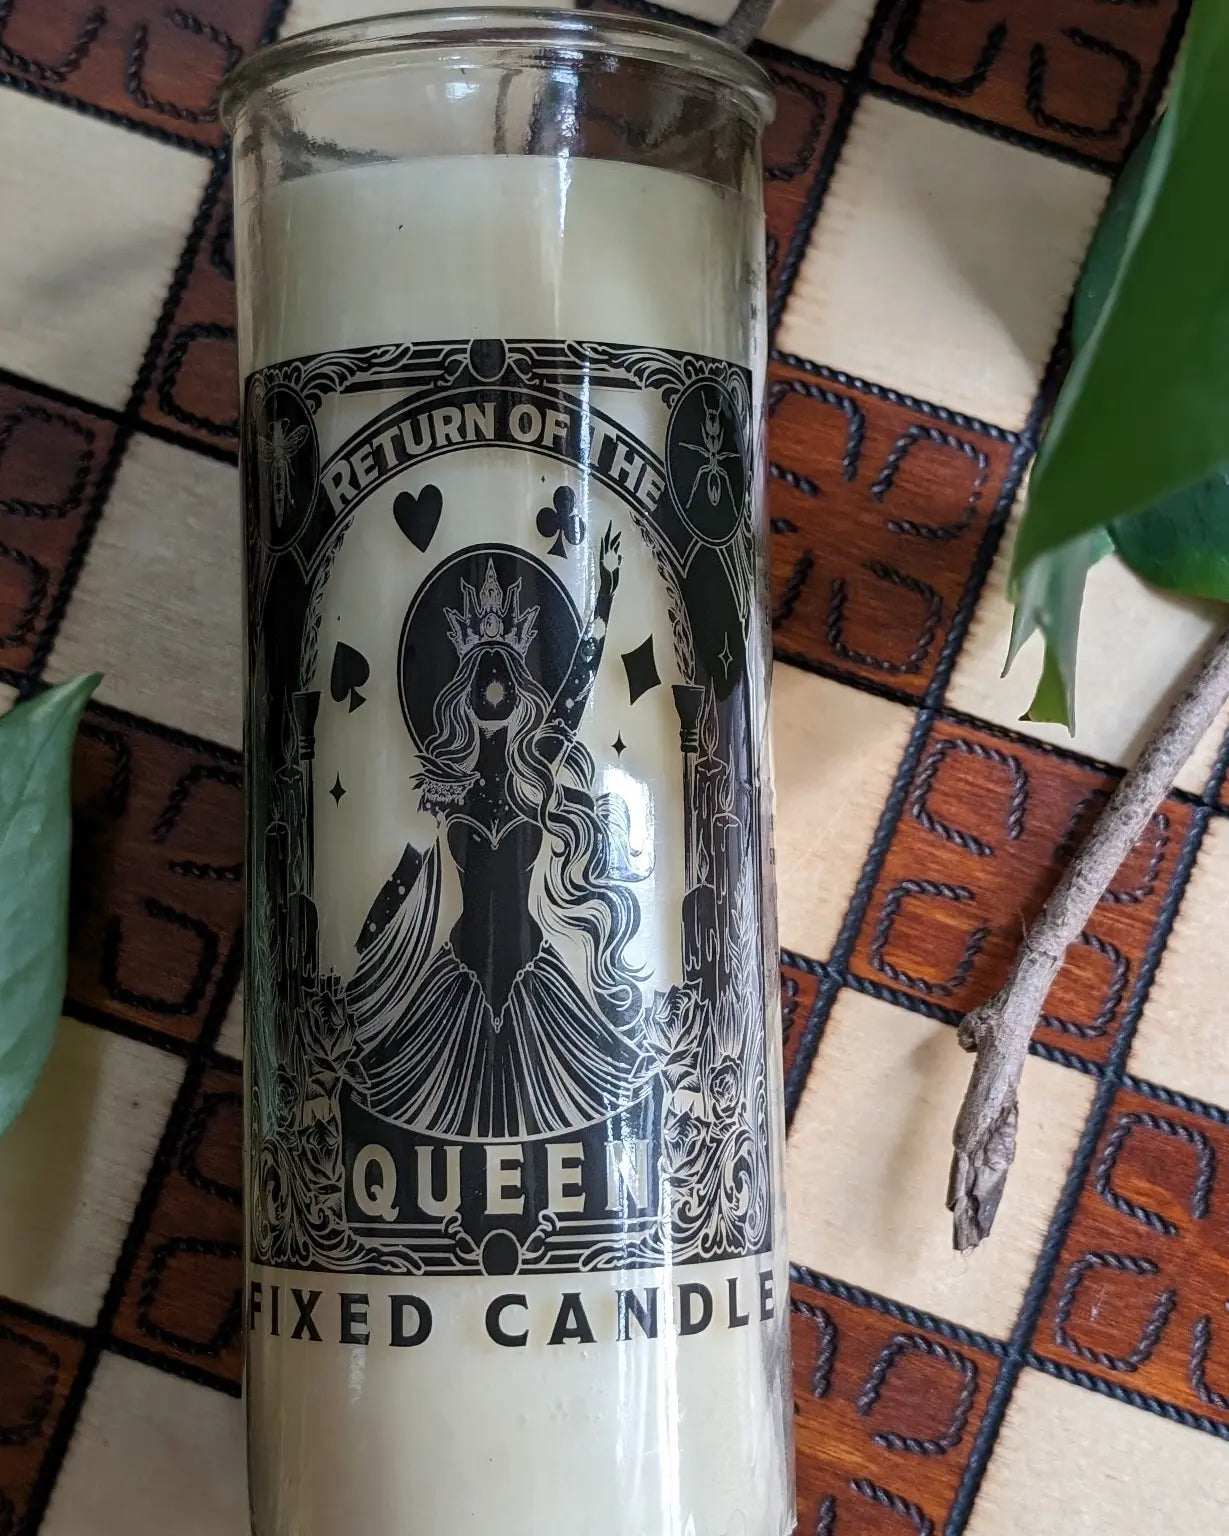 RETURN OF THE
QUEEN
FIXED CANDLE